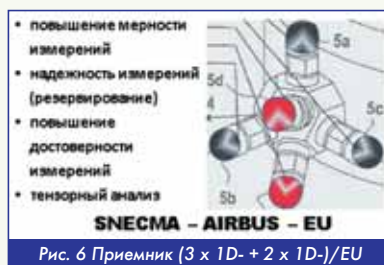 • повышение мерности
измерений
• надежность измерений
(резервирование)
• повышение
достоверности
измерений
• тензорный анализ
5a
5d
4
5c
5b
SNECMA – AIRBUS – EU
Рис. 6 Приемник (3 x 1D- + 2 x 1D-)/EU